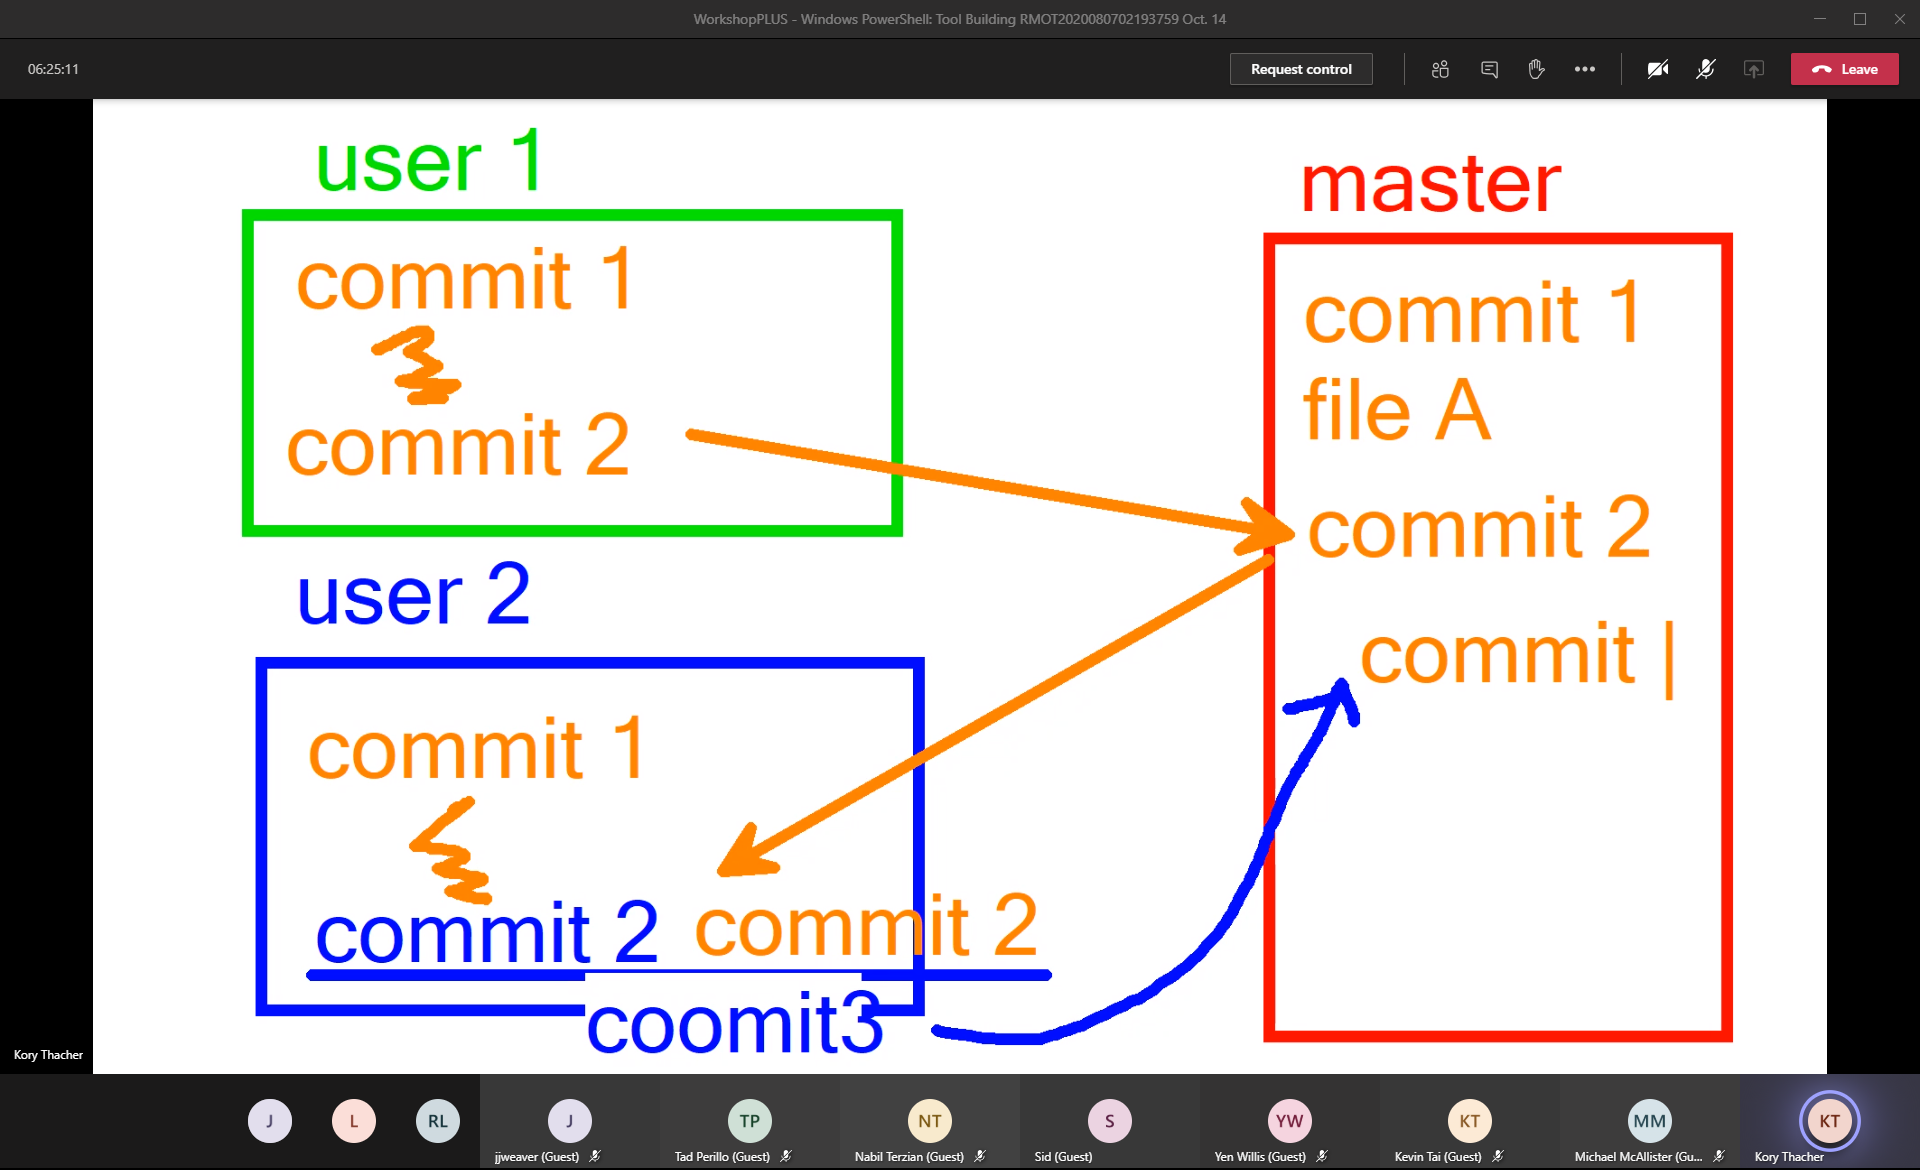 WorkshopPLUS - Windows PowerShell: Tool Building RMOT2020080702193759 Oct. 14
06:25:11
Request control
Leave
user 1
commit 1
commit 2
user 2
commit 1
commit 2 commit 2
coomit3
master
commit 1
file A
commit 2
commit |
Kory Thacher
J
L
RL
J
jjweaver (Guest)
TP
Tad Perillo (Guest)
NT
Nabil Terzian (Guest)
S
Sid (Guest)
YW
Yen Willis (Guest)
KT
Kevin Tai (Guest)
MM
Michael McAllister (Gu...
KT
Kory Thacher